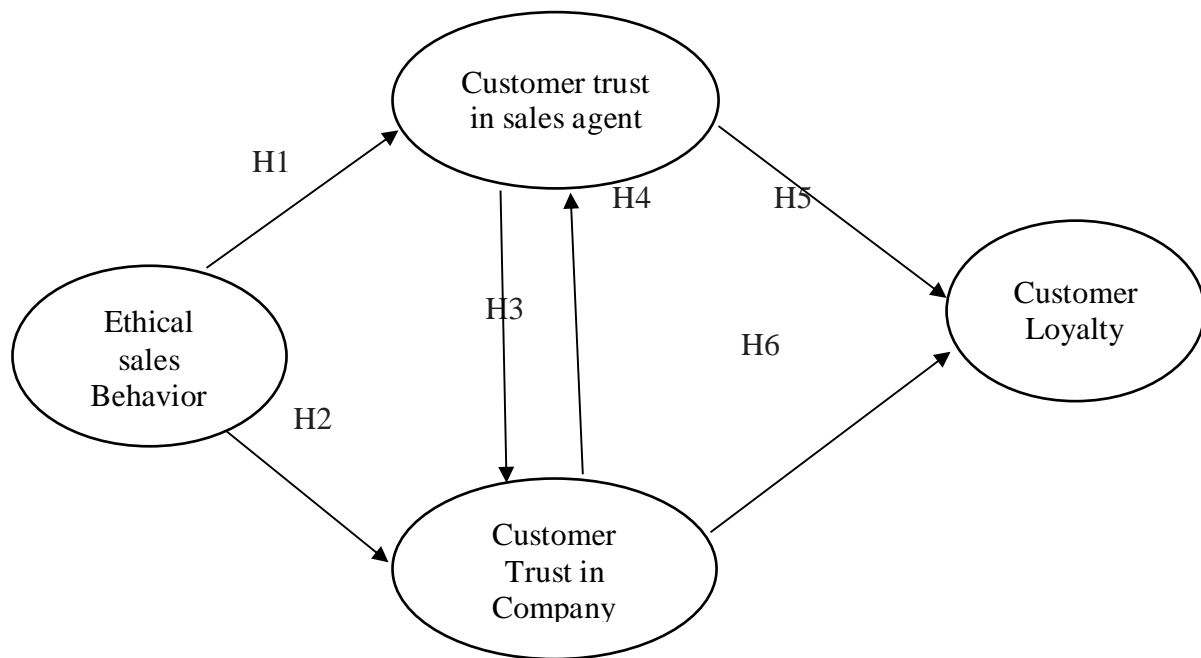 Customer trust
in sales agent
H1
H4
H5
Customer
Loyalty
H3
Ethical
sales
Behavior
H6
H2
Customer
Trust in
Company